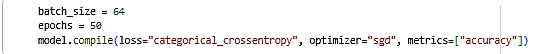 batch_size = 64
epochs = 50
model.compile(loss="categorical_crossentropy", optimizer="sgd", metrics=["accuracy"])